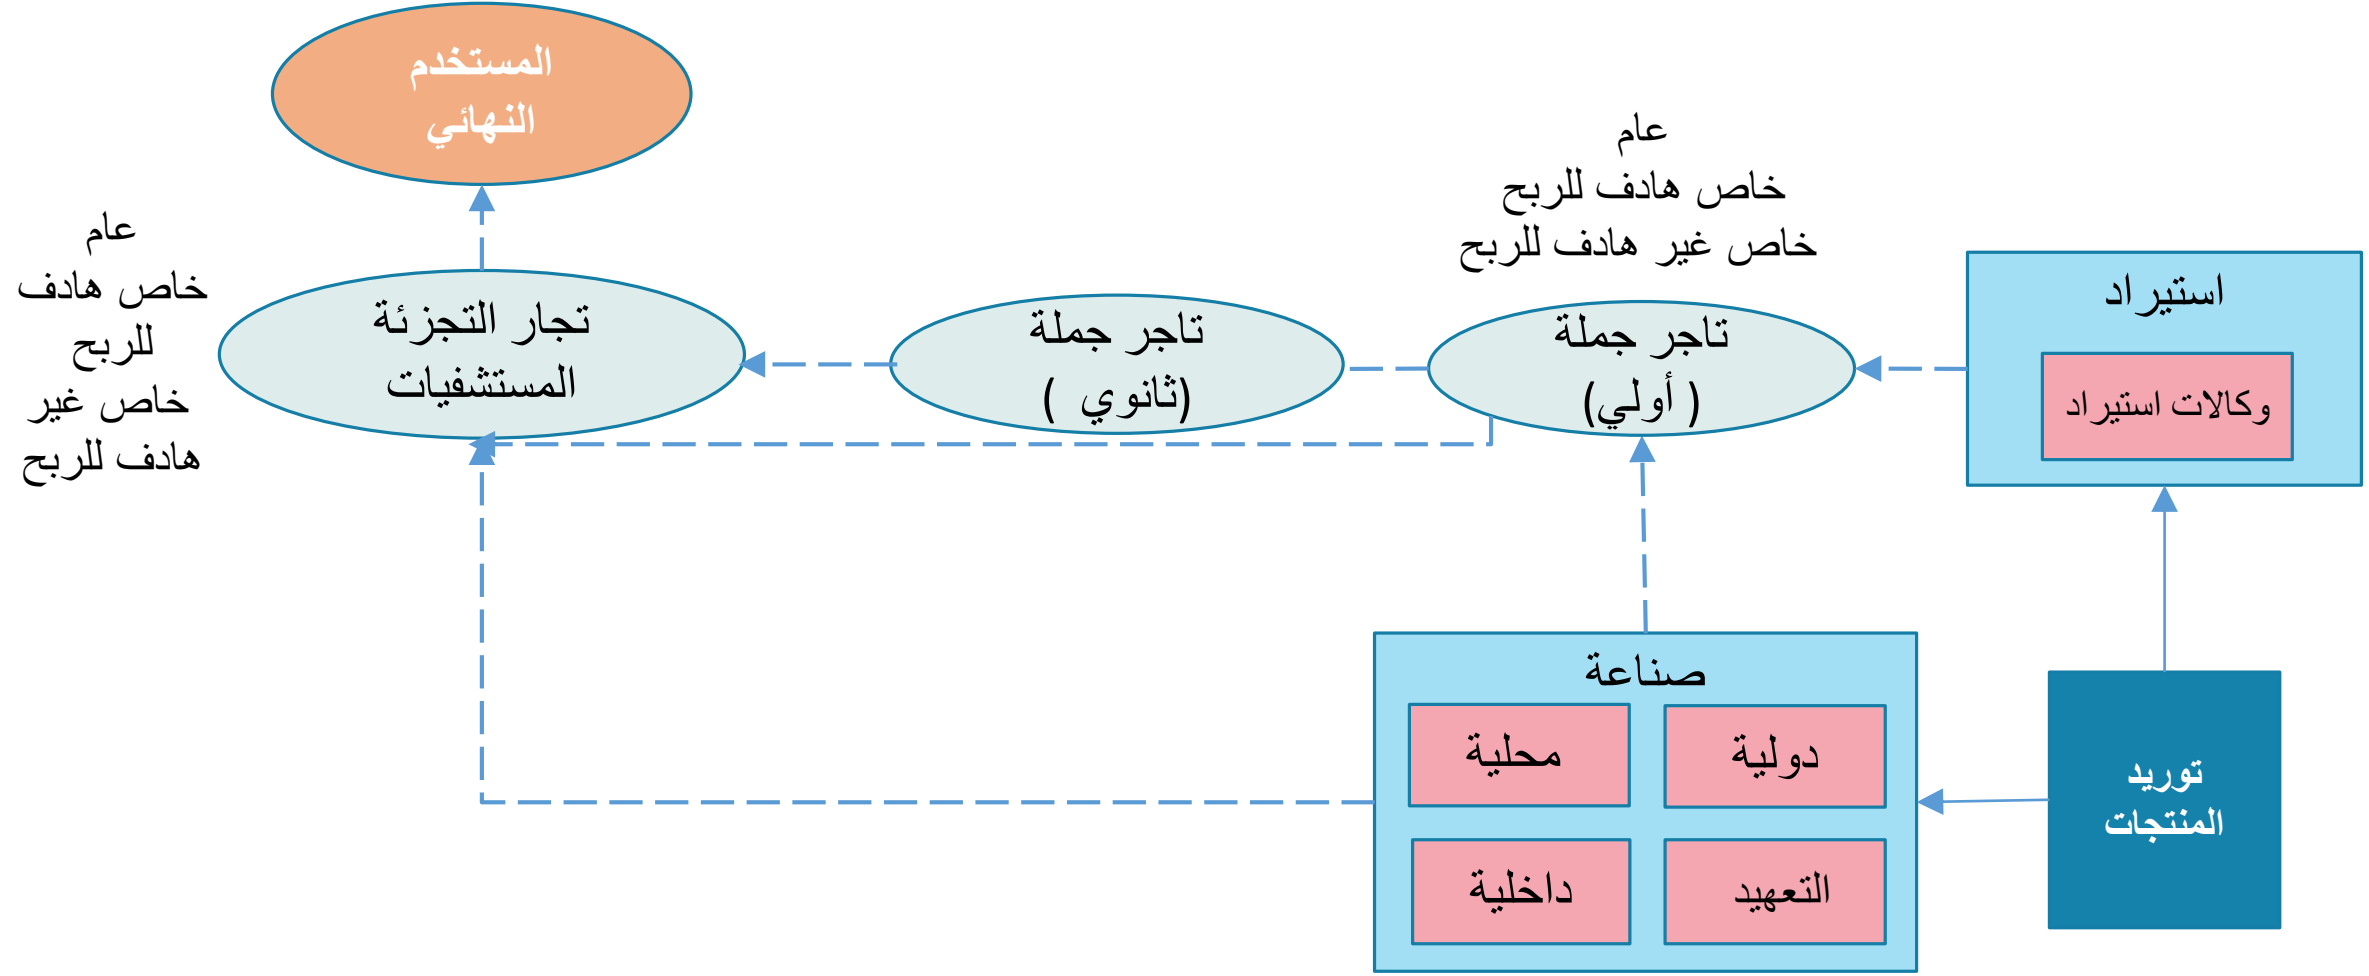 المستخدم
النهائي
عام
خاص هادف للربح
خاص غير هادف للربح
استيراد
وكالات استيراد
تاجر جملة
(أولي )
تاجر جملة
(ثانوي )
تجار التجزئة
المستشفيات
عام
خاص هادف
للربح
خاص غير
هادف للربح
صناعة
دولية
محلية
التعهيد
داخلية
توريد
المنتجات